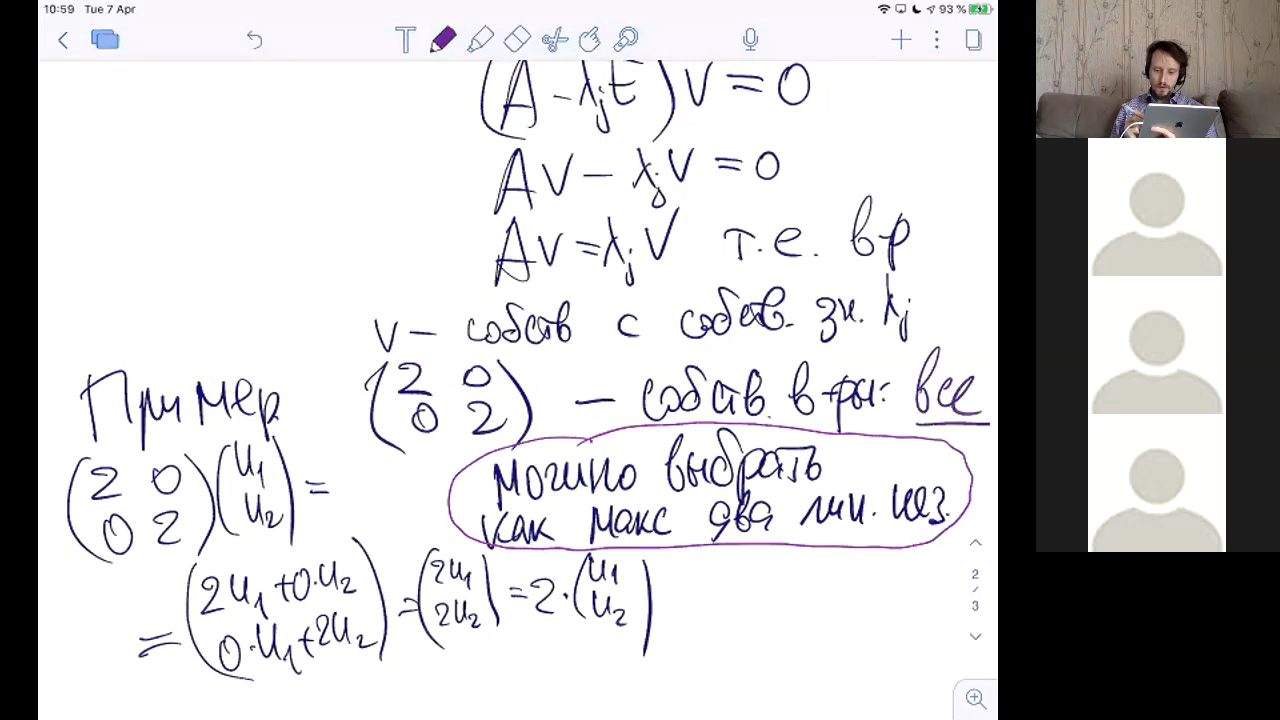 10:59 Tue 7 Apr
93 %
(A - λjE)v = 0
Av - λjv = 0
Av = λjv т.е. в-р
v - собств с собств. зн. λj
Пример (2 0 0 2) - собств. в-ры: все
(2 0 0 2)(u1 u2) =
можно выбрать
как макс два лин. нез.
= (2u1 + 0·u2 0·u1 + 2u2) = (2u1 2u2) = 2·(u1 u2)
2
/
3